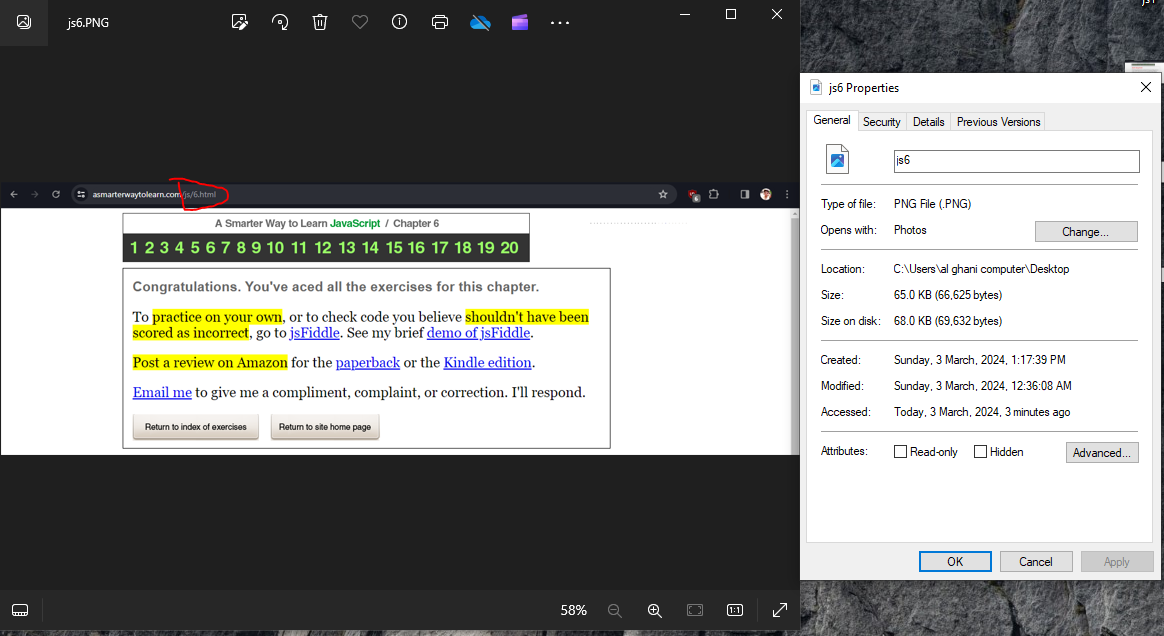 js6.PNG
asmarterwaytolearn.com/js/6.html
6
A Smarter Way to Learn JavaScript / Chapter 6
1 2 3 4 5 6 7 8 9 10 11 12 13 14 15 16 17 18 19 20
Congratulations. You've aced all the exercises for this chapter.
To practice on your own, or to check code you believe shouldn't have been
scored as incorrect, go to jsFiddle. See my brief demo of jsFiddle.
Post a review on Amazon for the paperback or the Kindle edition.
Email me to give me a compliment, complaint, or correction. I'll respond.
Return to index of exercises Return to site home page
58%
1:1
js6 Properties
General Security Details Previous Versions
js6
Type of file: PNG File (.PNG)
Opens with: Photos Change...
Location: C:\Users\al ghani computer\Desktop
Size: 65.0 KB (66,625 bytes)
Size on disk: 68.0 KB (69,632 bytes)
Created: Sunday, 3 March, 2024, 1:17:39 PM
Modified: Sunday, 3 March, 2024, 12:36:08 AM
Accessed: Today, 3 March, 2024, 3 minutes ago
Attributes: Read-only Hidden Advanced...
OK Cancel Apply